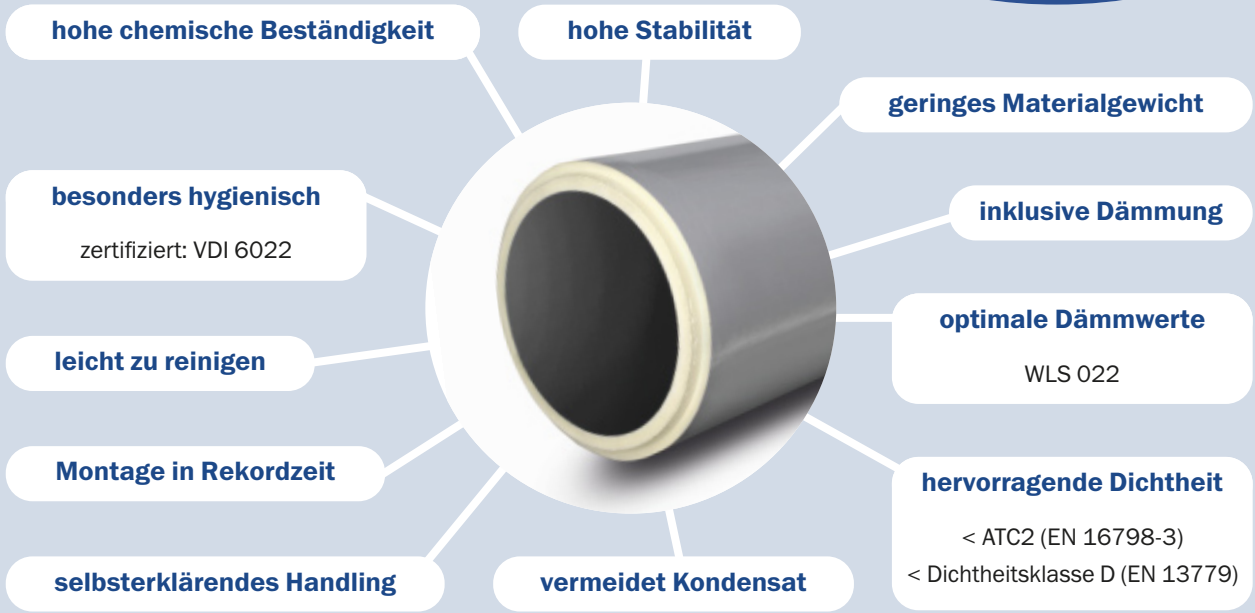 hohe chemische Beständigkeit
hohe Stabilität
geringes Materialgewicht
besonders hygienisch
zertifiziert: VDI 6022
inklusive Dämmung
optimale Dämmwerte
WLS 022
leicht zu reinigen
Montage in Rekordzeit
hervorragende Dichtheit
< ATC2 (EN 16798-3)
< Dichtheitsklasse D (EN 13779)
selbsterklärendes Handling
vermeidet Kondensat